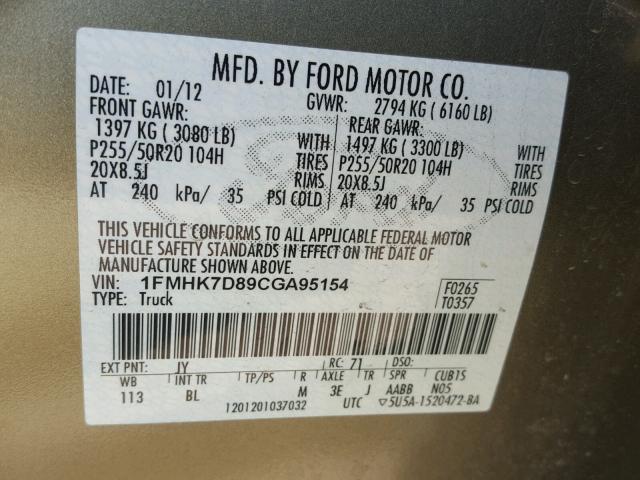 MFD. BY FORD MOTOR CO.
DATE: 01/12 GVWR: 2794 KG ( 6160 LB)
FRONT GAWR: REAR GAWR:
1397 KG ( 3080 LB) WITH 1497 KG ( 3300 LB) WITH
P255/50R20 104H TIRES P255/50R20 104H TIRES
20X8.5J RIMS 20X8.5J RIMS
AT 240 kPa/ 35 PSI COLD AT 240 kPa/ 35 PSI COLD
THIS VEHICLE CONFORMS TO ALL APPLICABLE FEDERAL MOTOR
VEHICLE SAFETY STANDARDS IN EFFECT ON THE DATE OF
MANUFACTURE SHOWN ABOVE.
VIN: 1FMHK7D89CGA95154 F0265
TYPE: Truck T0357
EXT PNT: JY RC: 71 DSO:
WB INT TR TP/PS R AXLE TR SPR CUB1S
113 BL M 3E J AABB N05
1201201037032 UTC ▽5U5A-1520472-BA